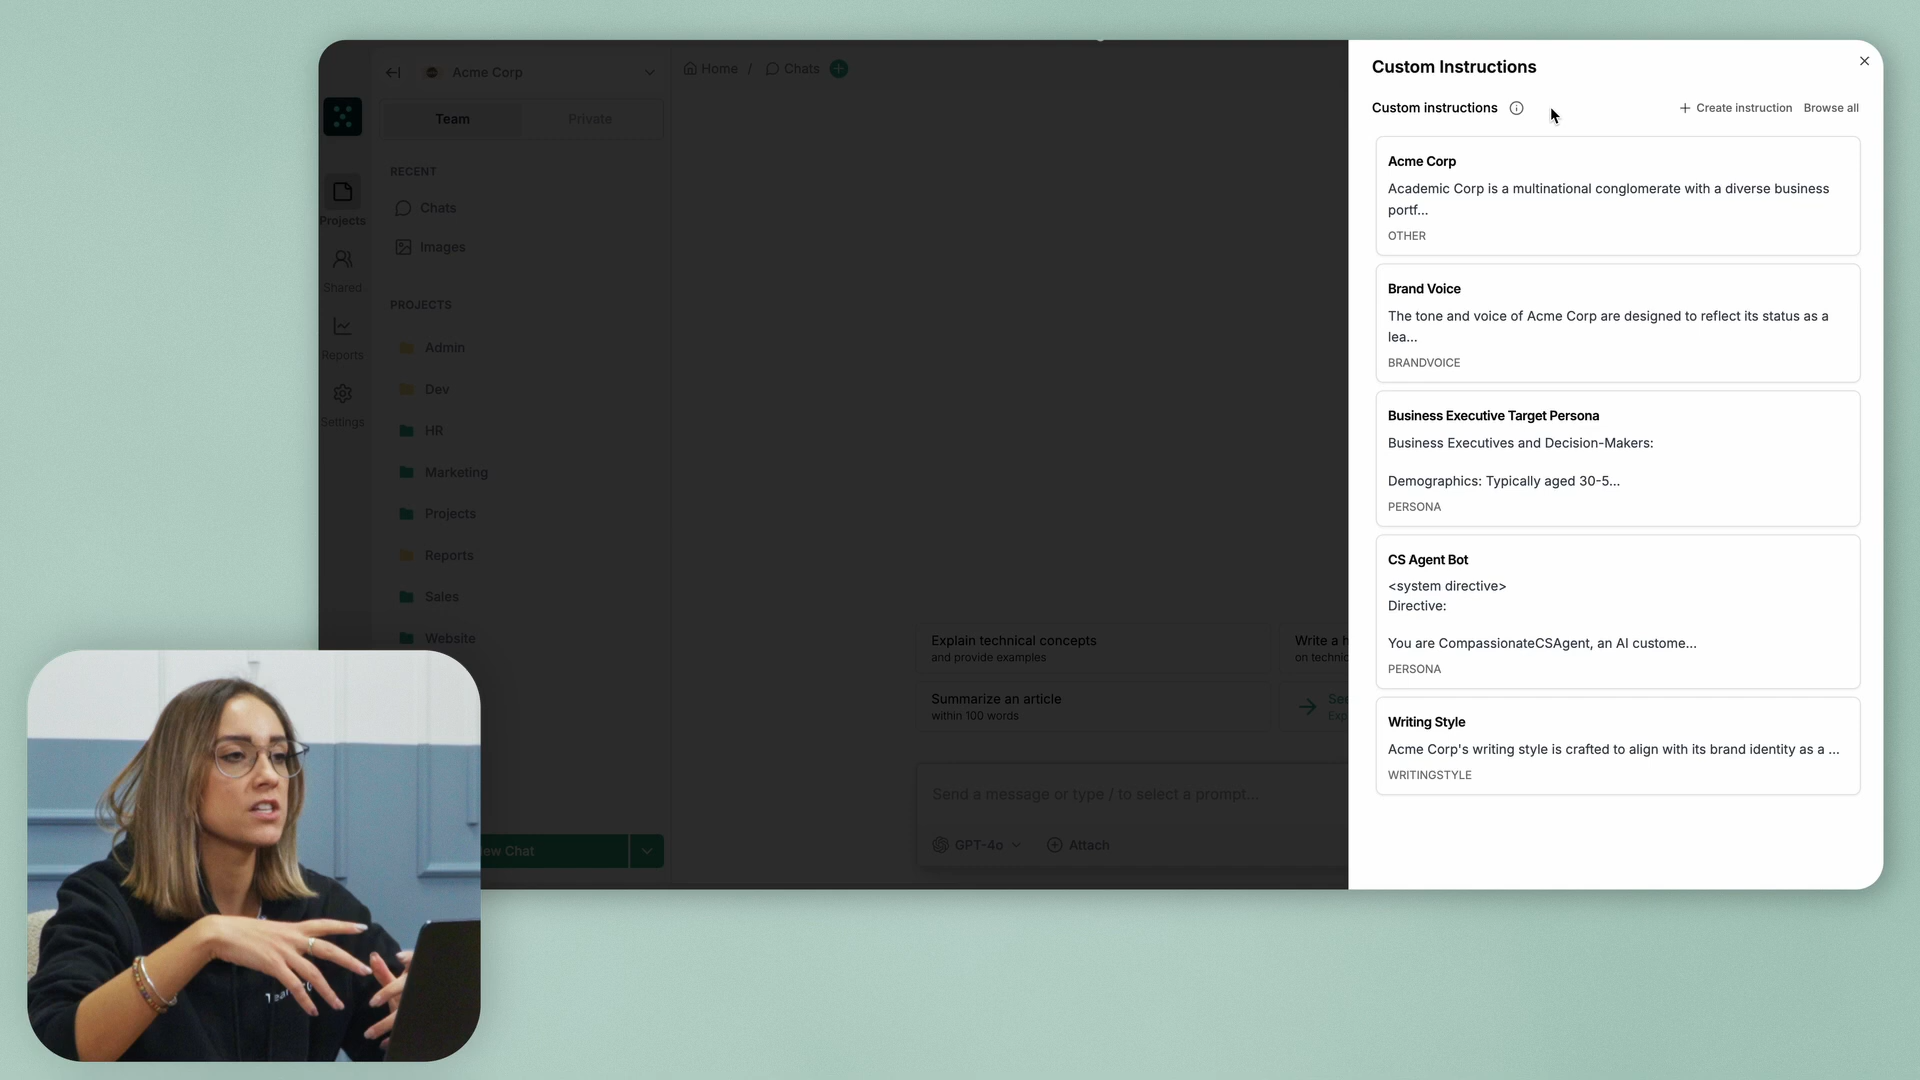 Acme Corp
Home / Chats
Team
Private
Projects
Shared
Reports
Settings
RECENT
Chats
Images
PROJECTS
Admin
Dev
HR
Marketing
Projects
Reports
Sales
Website
Chat
Explain technical concepts
and provide examples
Write a
Summarize an article
within 100 words
Send a message or type / to select a prompt...
GPT-4o
Attach
Custom Instructions
Custom instructions
Create instruction
Browse all
Acme Corp
Academic Corp is a multinational conglomerate with a diverse business
portf...
OTHER
Brand Voice
The tone and voice of Acme Corp are designed to reflect its status as a
lea...
BRANDVOICE
Business Executive Target Persona
Business Executives and Decision-Makers:
Demographics: Typically aged 30-5...
PERSONA
CS Agent Bot
<system directive>
Directive:
You are CompassionateCSAgent, an AI custome...
PERSONA
Writing Style
Acme Corp's writing style is crafted to align with its brand identity as a ...
WRITINGSTYLE